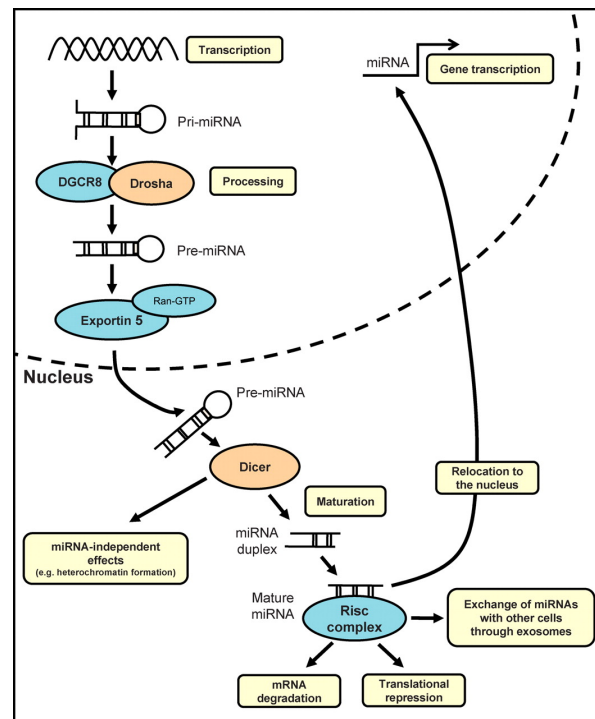 Transcription
miRNA
Gene transcription
Pri-miRNA
DGCR8
Drosha
Processing
Pre-miRNA
Ran-GTP
Exportin 5
Nucleus
Pre-miRNA
Dicer
Maturation
Relocation to
the nucleus
miRNA-independent
effects
(e.g. heterochromatin formation)
miRNA
duplex
Mature
miRNA
Risc
complex
Exchange of miRNAs
with other cells
through exosomes
mRNA
degradation
Translational
repression